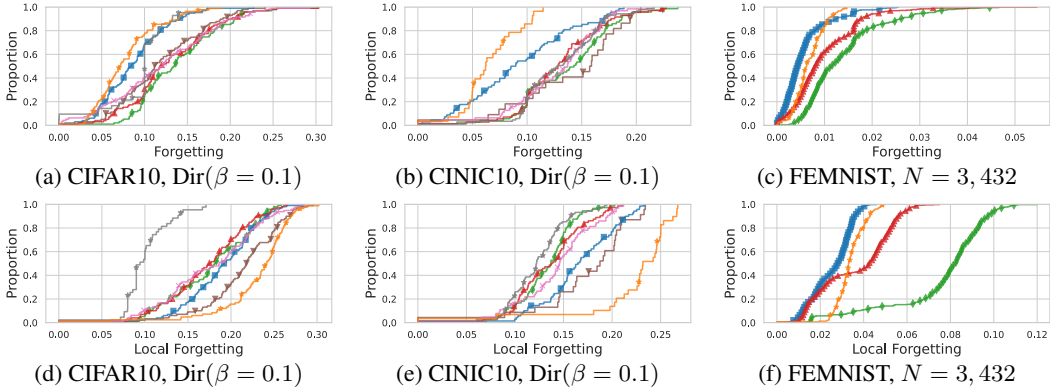 Proportion
1.0
0.8
0.6
0.4
0.2
0.0
0.00 0.05 0.10 0.15 0.20 0.25 0.30
Forgetting
(a) CIFAR10, Dir(β = 0.1)
Proportion
1.0
0.8
0.6
0.4
0.2
0.0
0.00 0.05 0.10 0.15 0.20
Forgetting
(b) CINIC10, Dir(β = 0.1)
Proportion
1.0
0.8
0.6
0.4
0.2
0.0
0.00 0.01 0.02 0.03 0.04 0.05
Forgetting
(c) FEMNIST, N = 3, 432
Proportion
1.0
0.8
0.6
0.4
0.2
0.0
0.00 0.05 0.10 0.15 0.20 0.25 0.30
Local Forgetting
(d) CIFAR10, Dir(β = 0.1)
Proportion
1.0
0.8
0.6
0.4
0.2
0.0
0.00 0.05 0.10 0.15 0.20 0.25
Local Forgetting
(e) CINIC10, Dir(β = 0.1)
Proportion
1.0
0.8
0.6
0.4
0.2
0.0
0.00 0.02 0.04 0.06 0.08 0.10 0.12
Local Forgetting
(f) FEMNIST, N = 3, 432